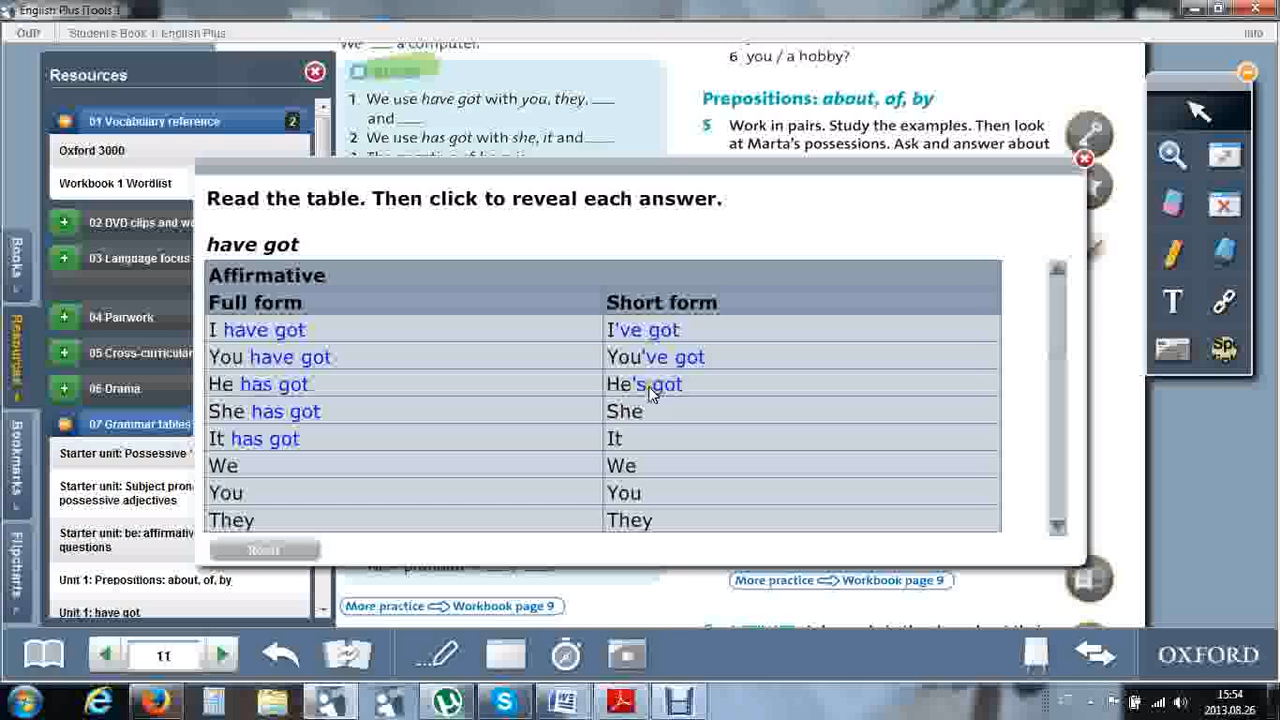 English Plus iTools 1
Quit
Student's Book 1: English Plus
Info
We ___ a computer.
6 you / a hobby?
Resources
01 Vocabulary reference
2
Oxford 3000
Workbook 1 Wordlist
02 DVD clips and
03 Language focus
04 Pairwork
05 Cross-curricular
06 Drama
07 Grammar tables
Starter unit: Possessive
Starter unit: Subject
possessive adjectives
Starter unit: be:
questions
Unit 1: Prepositions: about, of, by
Unit 1: have got
Books
Resources
Bookmarks
Flipcharts
1 We use have got with you, they, ___
and ___.
2 We use has got with she, it and ___
Prepositions: about, of, by
5 Work in pairs. Study the examples. Then look
at Marta's possessions. Ask and answer about
Read the table. Then click to reveal each answer.
have got
Affirmative
Full form Short form
I have got I've got
You have got You've got
He has got He's got
She has got She
It has got It
We We
You You
They They
Reset
More practice Workbook page 9
More practice Workbook page 9
T
Sp
11
OXFORD
15:54
2013.08.26